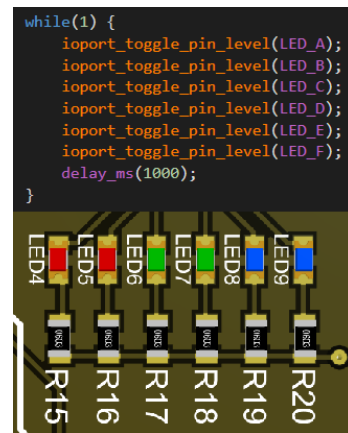 while(1) {
ioport_toggle_pin_level(LED_A);
ioport_toggle_pin_level(LED_B);
ioport_toggle_pin_level(LED_C);
ioport_toggle_pin_level(LED_D);
ioport_toggle_pin_level(LED_E);
ioport_toggle_pin_level(LED_F);
delay_ms(1000);
}
LED4
LED5
LED6
LED7
LED8
LED9
R15
R16
R17
R18
R19
R20